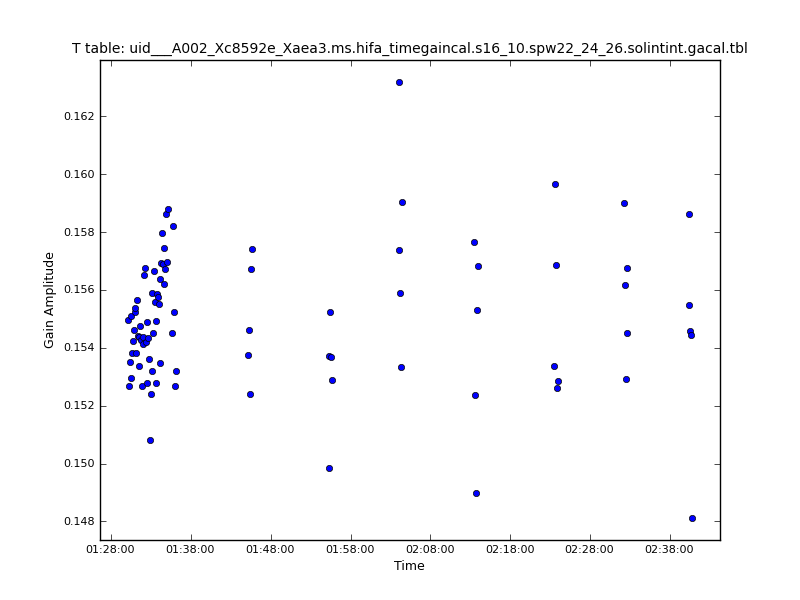 T table: uid___A002_Xc8592e_Xaea3.ms.hifa_timegaincal.s16_10.spw22_24_26.solintint.gacal.tbl
0.162
0.160
0.158
0.156
0.154
0.152
0.150
0.148
Gain Amplitude
01:28:00 01:38:00 01:48:00 01:58:00 02:08:00 02:18:00 02:28:00 02:38:00
Time